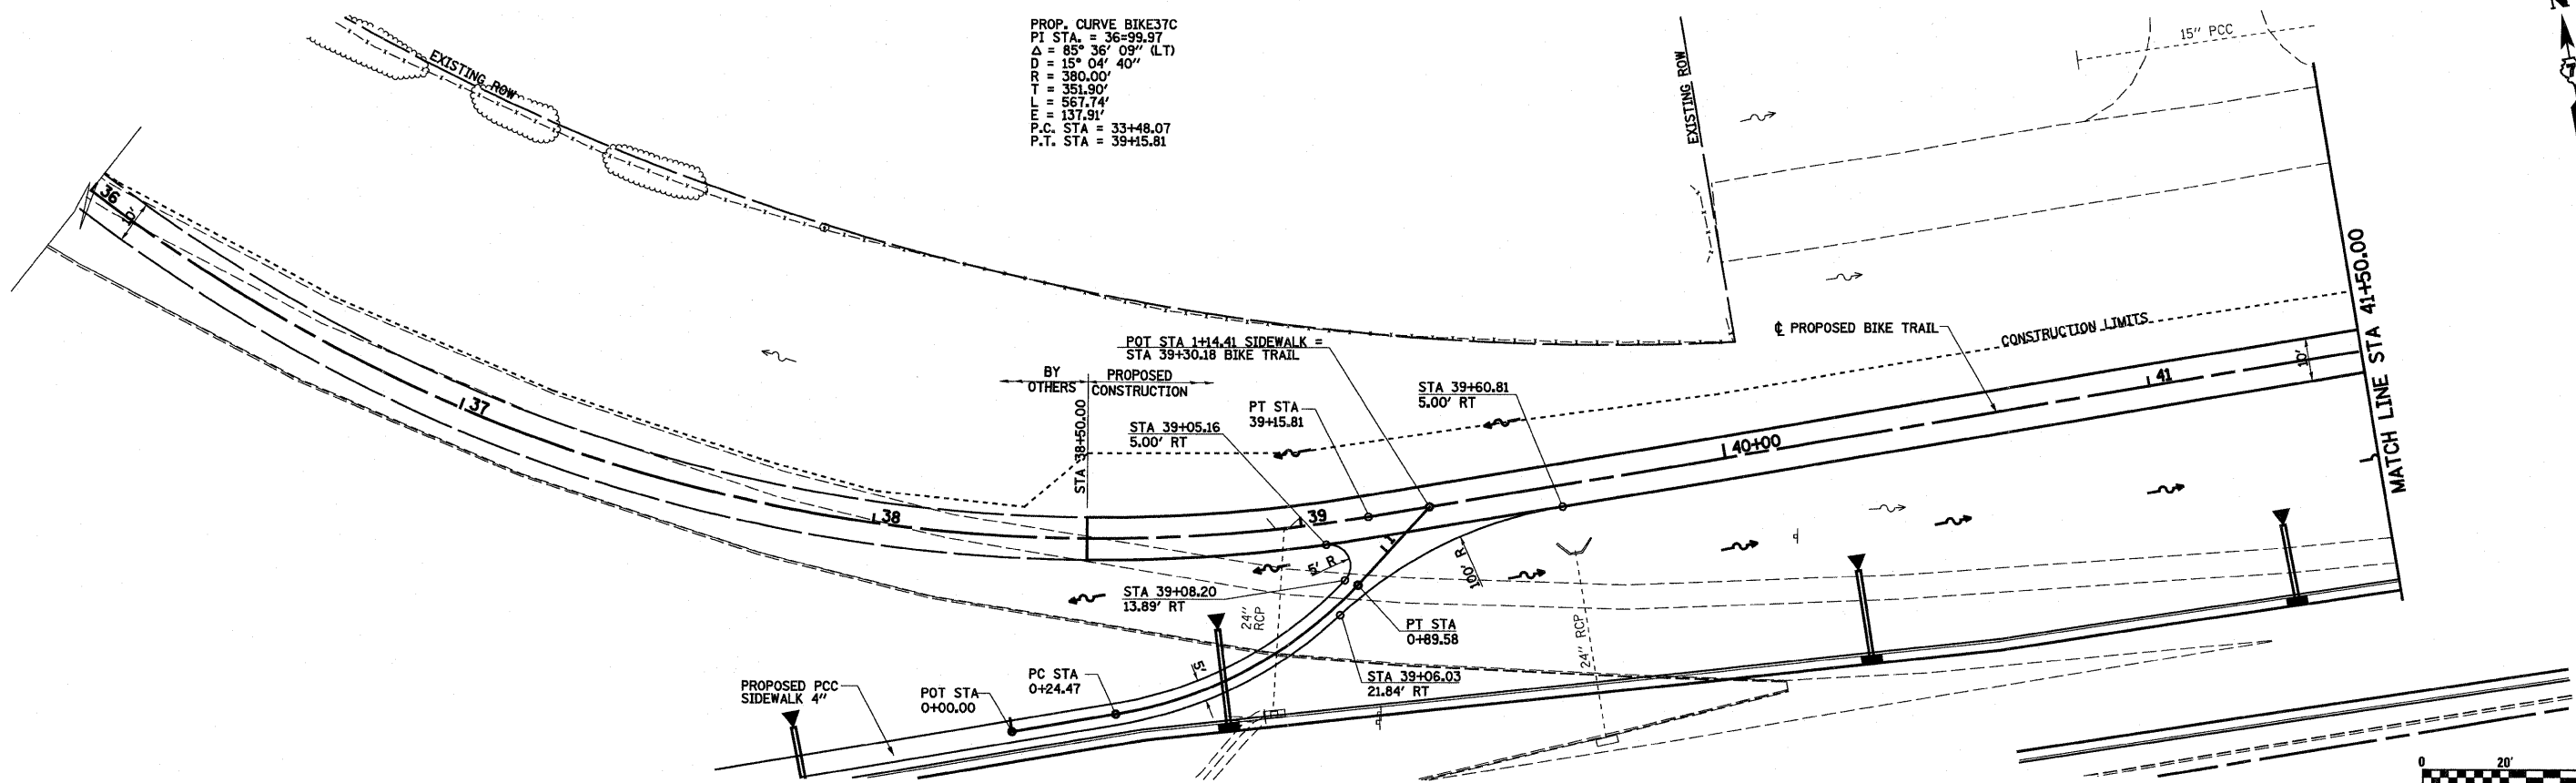 PROP. CURVE BIKE37C
PI STA. = 36=99.97
Δ = 85° 36' 09" (LT)
D = 15° 04' 40"
R = 380.00'
T = 351.90'
L = 567.74'
E = 137.91'
P.C. STA = 33+48.07
P.T. STA = 39+15.81
EXISTING ROW
EXISTING ROW
15" PCC
36
10'
37
38
39
1
40+00
41
10'
BY
OTHERS
PROPOSED
CONSTRUCTION
STA 38+50.00
POT STA 1+14.41 SIDEWALK =
STA 39+30.18 BIKE TRAIL
STA 39+05.16
5.00' RT
PT STA
39+15.81
STA 39+60.81
5.00' RT
℄ PROPOSED BIKE TRAIL
CONSTRUCTION LIMITS
MATCH LINE STA 41+50.00
5' R
100' R
STA 39+08.20
13.89' RT
24" RCP
24" RCP
PT STA
0+89.58
STA 39+06.03
21.84' RT
5'
PC STA
0+24.47
POT STA
0+00.00
PROPOSED PCC
SIDEWALK 4"
0
20'